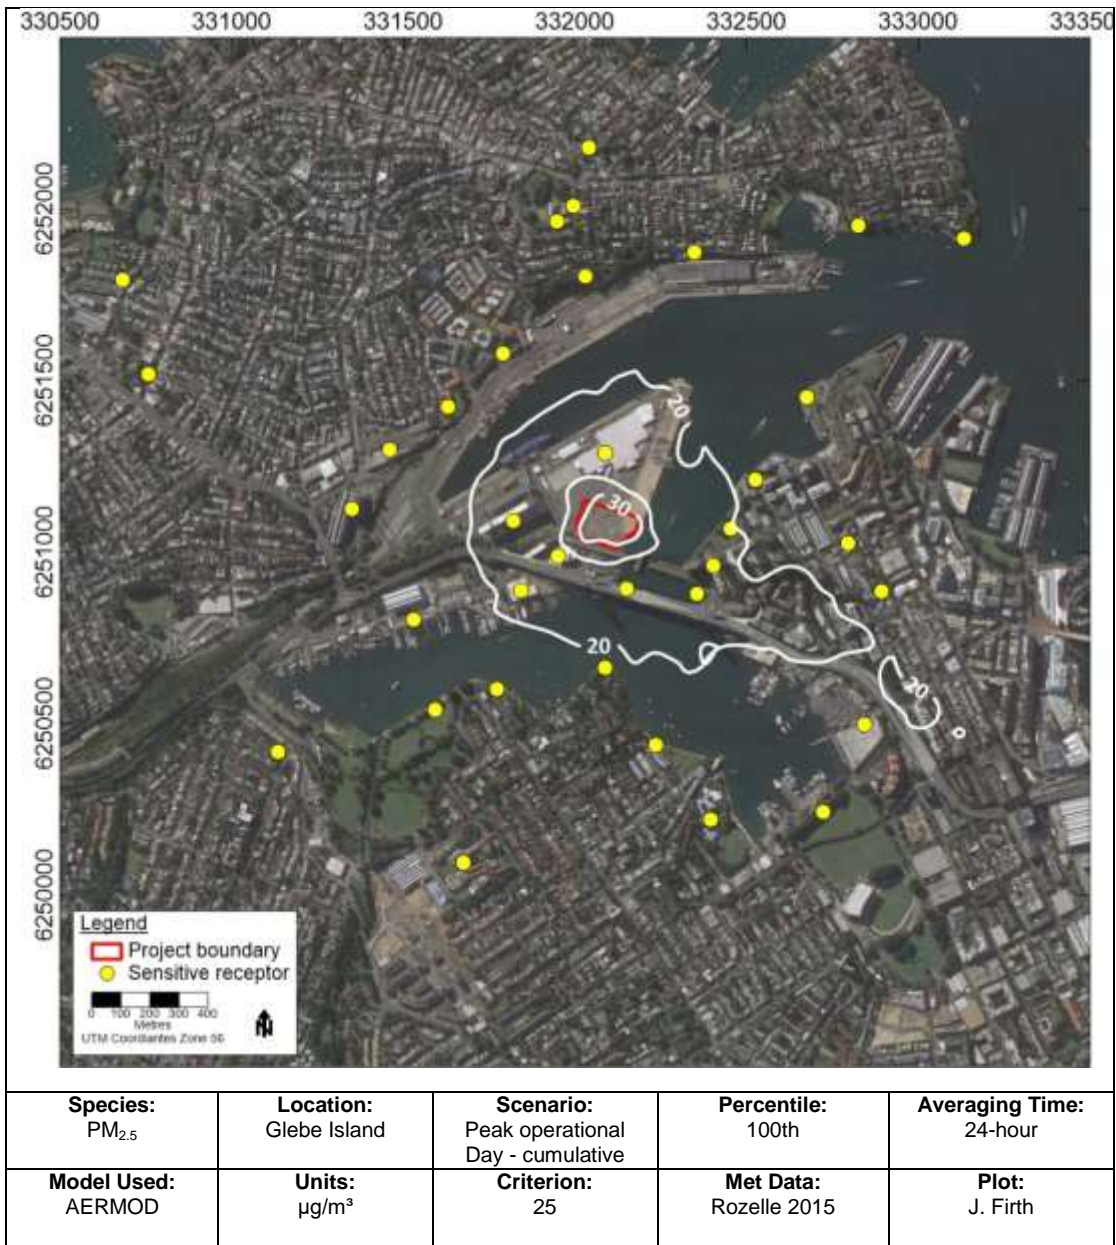 330500 331000 331500 332000 332500 333000 33350
6252000
6251500
6251000
6250500
6250000
20
30
20
20
Legend
Project boundary
Sensitive receptor
0 100 200 300 400
Metres
UTM Coordiantes Zone 56
N
Species: Location: Scenario: Percentile: Averaging Time:
PM2.5 Glebe Island Peak operational 100th 24-hour
Day - cumulative
Model Used: Units: Criterion: Met Data: Plot:
AERMOD µg/m³ 25 Rozelle 2015 J. Firth